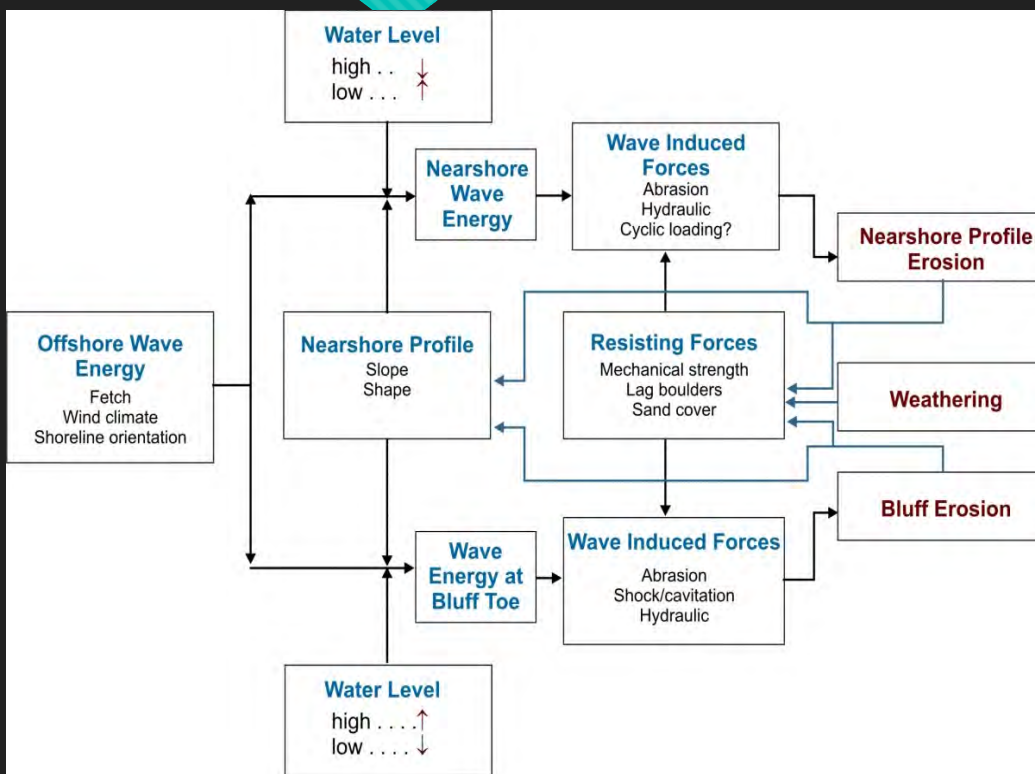 Water Level
high . . ↓
low . . . ↑
Nearshore
Wave
Energy
Wave Induced
Forces
Abrasion
Hydraulic
Cyclic loading?
Nearshore Profile
Erosion
Offshore Wave
Energy
Fetch
Wind climate
Shoreline orientation
Nearshore Profile
Slope
Shape
Resisting Forces
Mechanical strength
Lag boulders
Sand cover
Weathering
Bluff Erosion
Wave
Energy at
Bluff Toe
Wave Induced Forces
Abrasion
Shock/cavitation
Hydraulic
Water Level
high . . . . ↑
low . . . . ↓